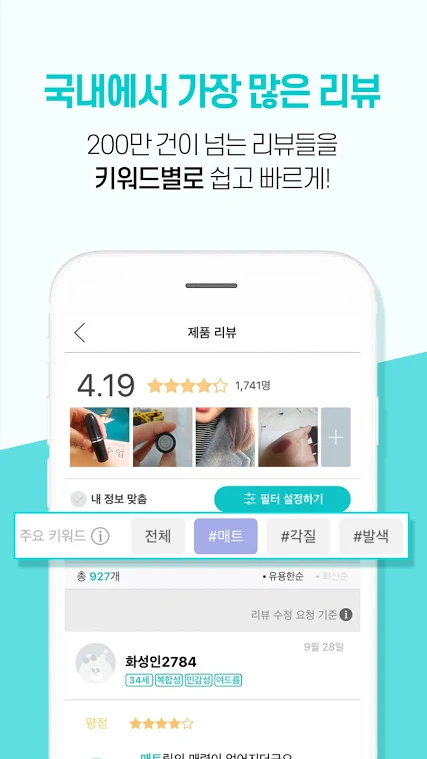 국내에서 가장 많은 리뷰
200만 건이 넘는 리뷰들을
키워드별로 쉽고 빠르게!
제품 리뷰
4.19 1,741명
내 정보 맞춤 필터 설정하기
주요 키워드 전체 #매트 #각질 #발색
총 927개 • 유용한순 • 최신순
리뷰 수정 요청 기준
9월 28일
화성인2784
34세 복합성 민감성 여드름
평점